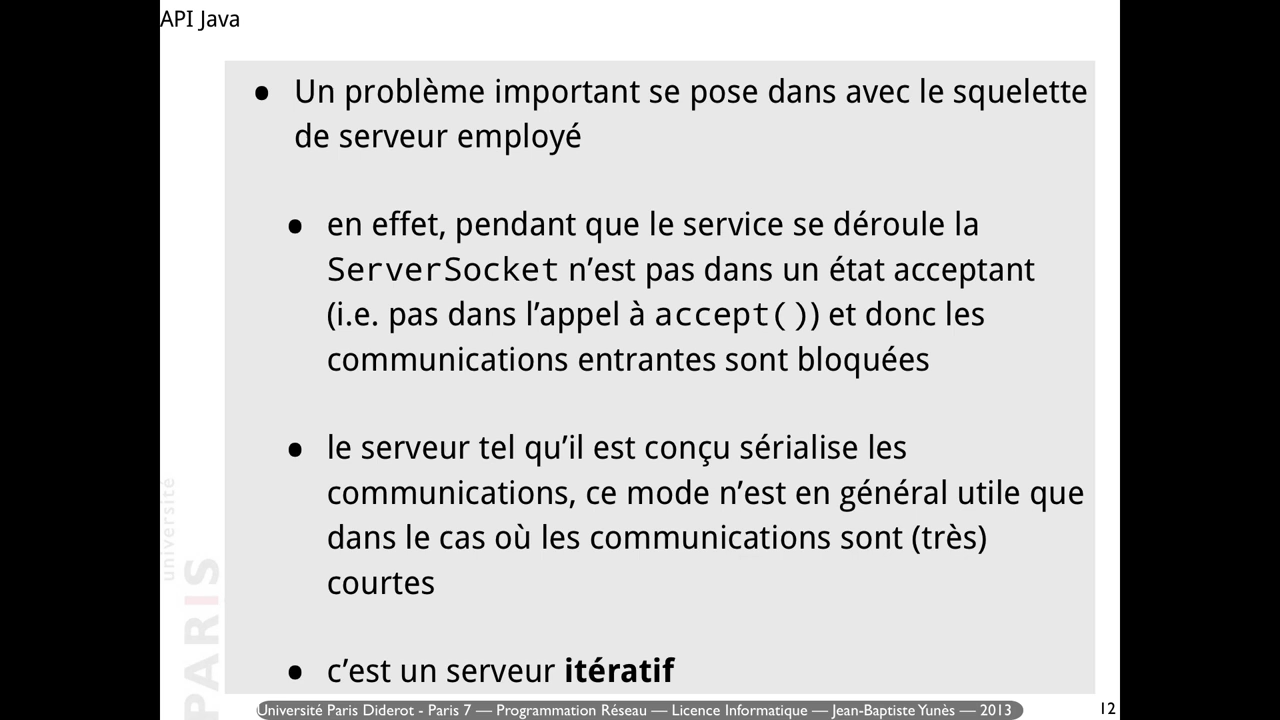 API Java
• Un problème important se pose dans avec le squelette
de serveur employé
• en effet, pendant que le service se déroule la
ServerSocket n’est pas dans un état acceptant
(i.e. pas dans l’appel à accept()) et donc les
communications entrantes sont bloquées
• le serveur tel qu’il est conçu sérialise les
communications, ce mode n’est en général utile que
dans le cas où les communications sont (très)
courtes
• c’est un serveur itératif
université
PARIS
Université Paris Diderot - Paris 7 — Programmation Réseau — Licence Informatique — Jean-Baptiste Yunès — 2013
12